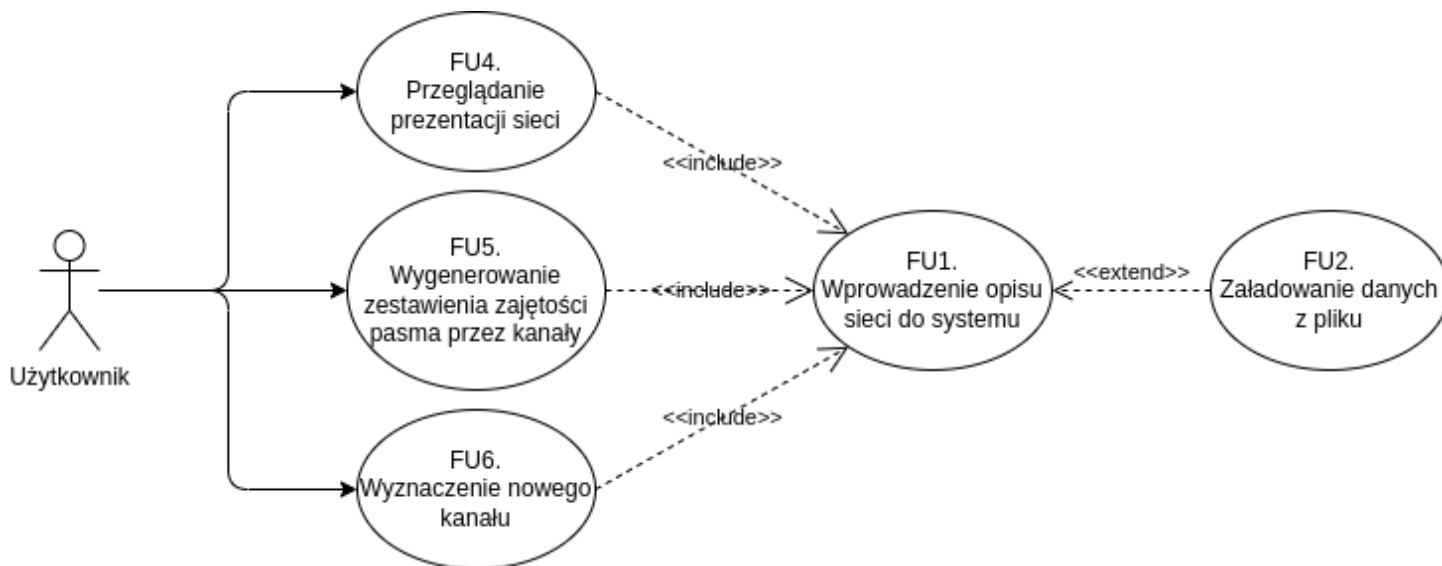 FU4.
Przeglądanie
prezentacji sieci
<<include>>
FU5.
Wygenerowanie
zestawienia zajętości
pasma przez kanały
<<include>>
FU1.
Wprowadzenie opisu
sieci do systemu
<<extend>>
FU2.
Załadowanie danych
z pliku
Użytkownik
<<include>>
FU6.
Wyznaczenie nowego
kanału